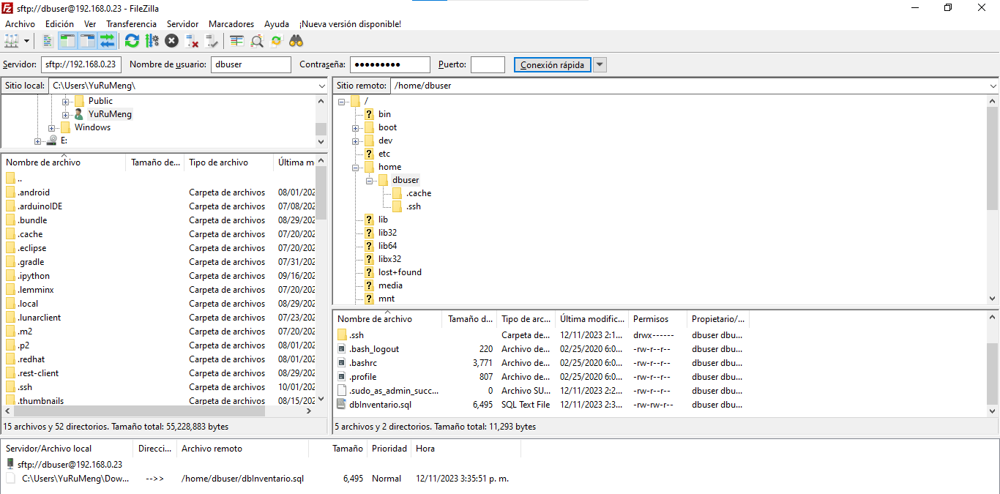 sftp://dbuser@192.168.0.23 - FileZilla
Archivo Edición Ver Transferencia Servidor Marcadores Ayuda ¡Nueva versión disponible!
Servidor: sftp://192.168.0.23 Nombre de usuario: dbuser Contraseña: ●●●●●●●●● Puerto: Conexión rápida
Sitio local: C:\Users\YuRuMeng\
Public
YuRuMeng
Windows
E:
Nombre de archivo Tamaño de... Tipo de archivo Última m
..
.android Carpeta de archivos 08/01/202
.arduinoIDE Carpeta de archivos 07/08/202
.bundle Carpeta de archivos 08/29/202
.cache Carpeta de archivos 07/20/202
.eclipse Carpeta de archivos 07/20/202
.gradle Carpeta de archivos 07/31/202
.ipython Carpeta de archivos 09/16/202
.lemminx Carpeta de archivos 07/20/202
.local Carpeta de archivos 08/29/202
.lunarclient Carpeta de archivos 07/23/202
.m2 Carpeta de archivos 07/20/202
.p2 Carpeta de archivos 08/01/202
.redhat Carpeta de archivos 08/01/202
.rest-client Carpeta de archivos 08/29/202
.ssh Carpeta de archivos 10/01/202
.thumbnails Carpeta de archivos 08/15/202
15 archivos y 52 directorios. Tamaño total: 55,228,883 bytes
Sitio remoto: /home/dbuser
/
bin
boot
dev
etc
home
dbuser
.cache
.ssh
lib
lib32
lib64
libx32
lost+found
media
mnt
Nombre de archivo Tamaño d... Tipo de arc... Última modific... Permisos Propietario/...
.ssh Carpeta de... 12/11/2023 2:1... drwx------ dbuser dbu...
.bash_logout 220 Archivo de... 02/25/2020 6:0... -rw-r--r-- dbuser dbu...
.bashrc 3,771 Archivo de... 02/25/2020 6:0... -rw-r--r-- dbuser dbu...
.profile 807 Archivo de... 02/25/2020 6:0... -rw-r--r-- dbuser dbu...
.sudo_as_admin_succ... 0 Archivo SU... 12/11/2023 2:2... -rw-r--r-- dbuser dbu...
dbInventario.sql 6,495 SQL Text File 12/11/2023 2:3... -rw-rw-r-- dbuser dbu...
5 archivos y 2 directorios. Tamaño total: 11,293 bytes
Servidor/Archivo local Direcci... Archivo remoto Tamaño Prioridad Hora
sftp://dbuser@192.168.0.23
C:\Users\YuRuMeng\Dow... -->> /home/dbuser/dbInventario.sql 6,495 Normal 12/11/2023 3:35:51 p. m.